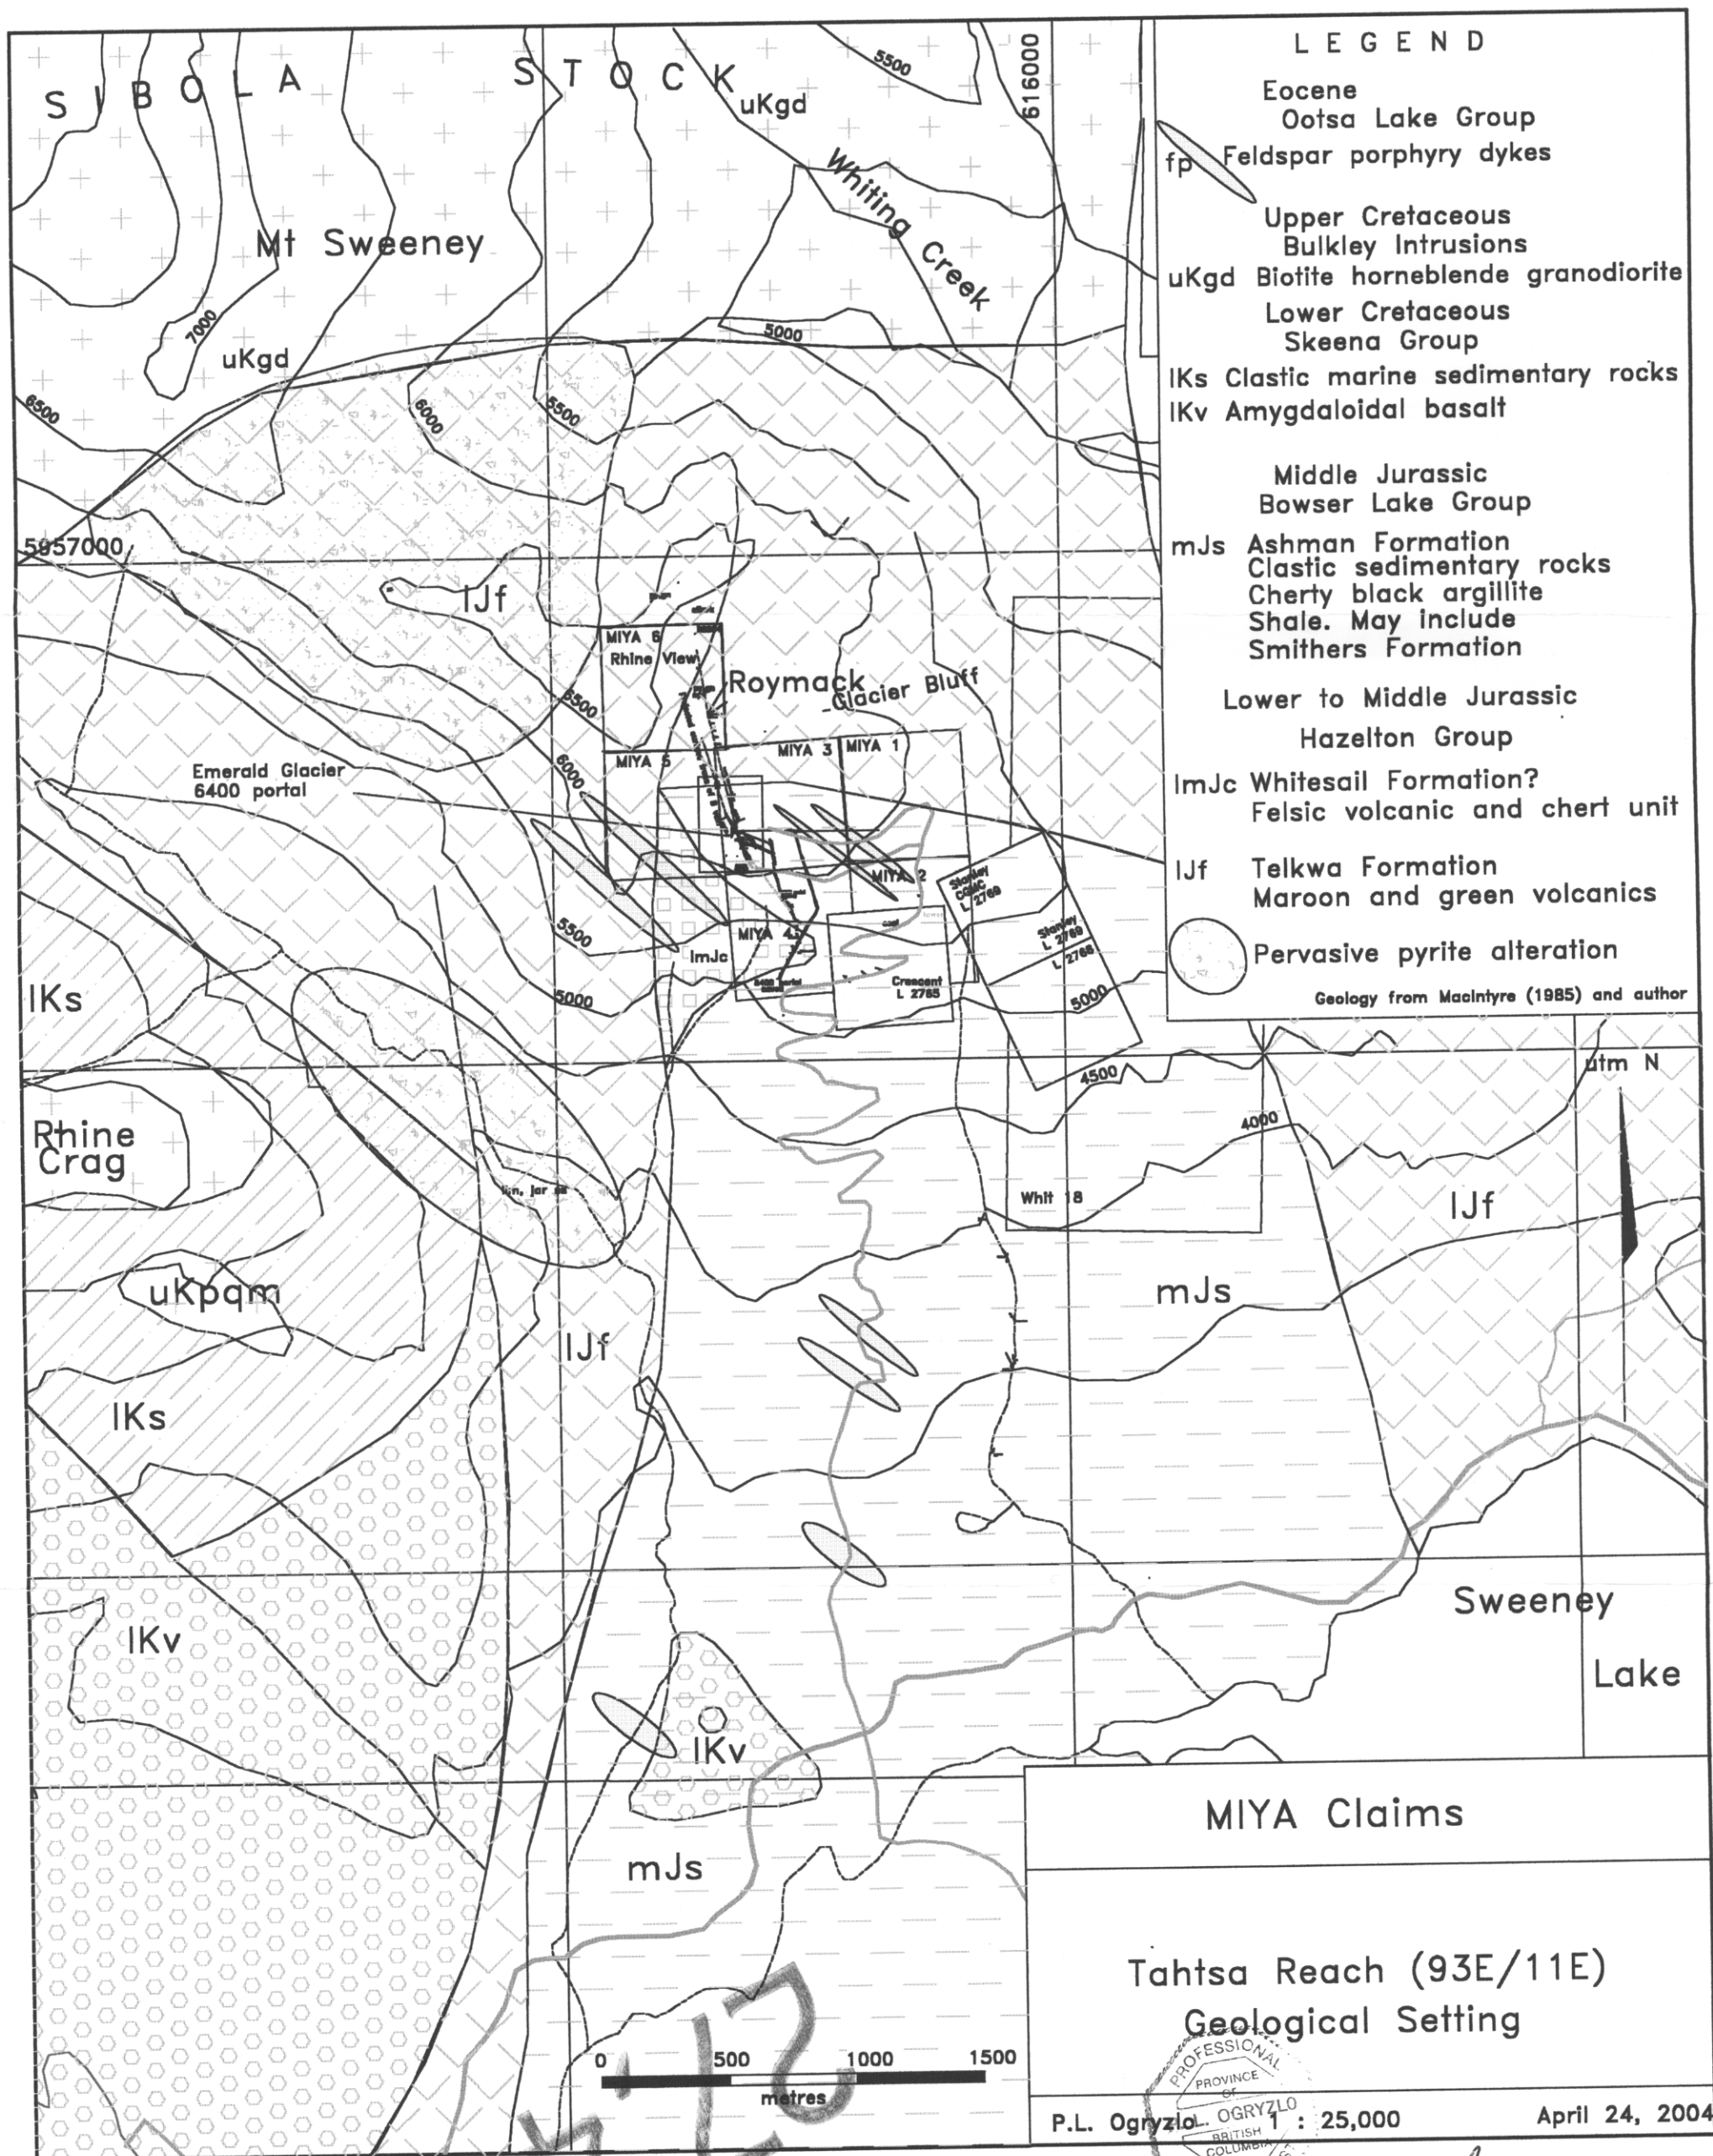 SIBOLA STOCK
uKgd
5500
616000
Whiting Creek
Mt Sweeney
7000
uKgd
5000
6500
6000
5500
5957000
lJf
MIYA 6
Rhine View
Roymack
Glacier Bluff
6500
MIYA 3
MIYA 1
MIYA 5
6000
Emerald Glacier
6400 portal
MIYA 2
Stanley
L 2769
Stanley
L 2769
L 2768
5500
MIYA 4
lmJc
Crescent
L 2765
5000
5000
lKs
4500
4000
utm N
Rhine
Crag
Whit 18
lJf
uKpqm
mJs
lJf
lKs
Sweeney
Lake
lKv
lKv
mJs
0 500 1000 1500
metres
LEGEND
Eocene
Ootsa Lake Group
fp Feldspar porphyry dykes
Upper Cretaceous
Bulkley Intrusions
uKgd Biotite horneblende granodiorite
Lower Cretaceous
Skeena Group
lKs Clastic marine sedimentary rocks
lKv Amygdaloidal basalt
Middle Jurassic
Bowser Lake Group
mJs Ashman Formation
Clastic sedimentary rocks
Cherty black argillite
Shale. May include
Smithers Formation
Lower to Middle Jurassic
Hazelton Group
lmJc Whitesail Formation?
Felsic volcanic and chert unit
lJf Telkwa Formation
Maroon and green volcanics
Pervasive pyrite alteration
Geology from MacIntyre (1985) and author
MIYA Claims
Tahtsa Reach (93E/11E)
Geological Setting
PROFESSIONAL
PROVINCE
OF
L. OGRYZLO
BRITISH
COLUMBIA
P.L. Ogryzlo 1 : 25,000 April 24, 2004